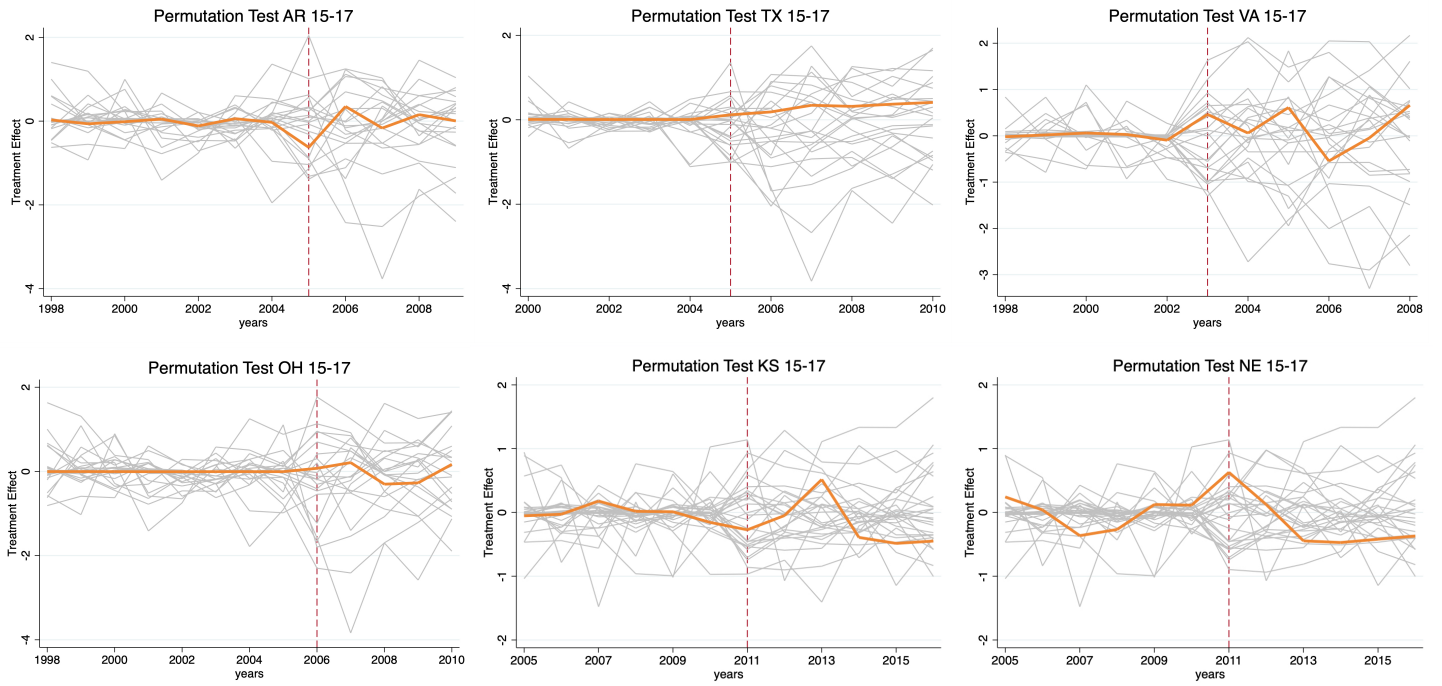 Permutation Test AR 15-17
Treatment Effect
2
0
-2
-4
1998 2000 2002 2004 2006 2008
years
Permutation Test TX 15-17
Treatment Effect
2
0
-2
-4
2000 2002 2004 2006 2008 2010
years
Permutation Test VA 15-17
Treatment Effect
2
1
0
-1
-2
-3
1998 2000 2002 2004 2006 2008
years
Permutation Test OH 15-17
Treatment Effect
2
0
-2
-4
1998 2000 2002 2004 2006 2008 2010
years
Permutation Test KS 15-17
Treatment Effect
2
1
0
-1
-2
2005 2007 2009 2011 2013 2015
years
Permutation Test NE 15-17
Treatment Effect
2
1
0
-1
-2
2005 2007 2009 2011 2013 2015
years